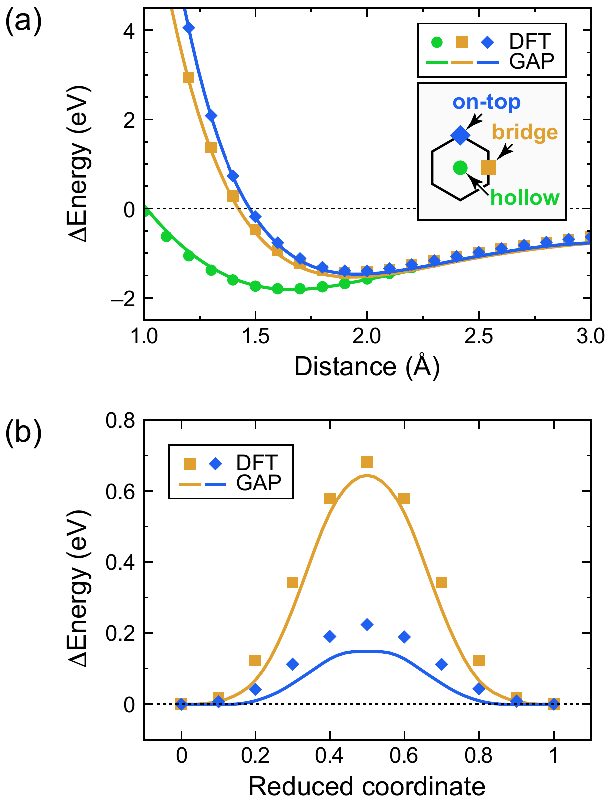 (a)
4
2
0
−2
ΔEnergy (eV)
DFT
GAP
on-top
bridge
hollow
1.0 1.5 2.0 2.5 3.0
Distance (Å)
(b)
0.8
0.6
0.4
0.2
0
ΔEnergy (eV)
DFT
GAP
0 0.2 0.4 0.6 0.8 1
Reduced coordinate